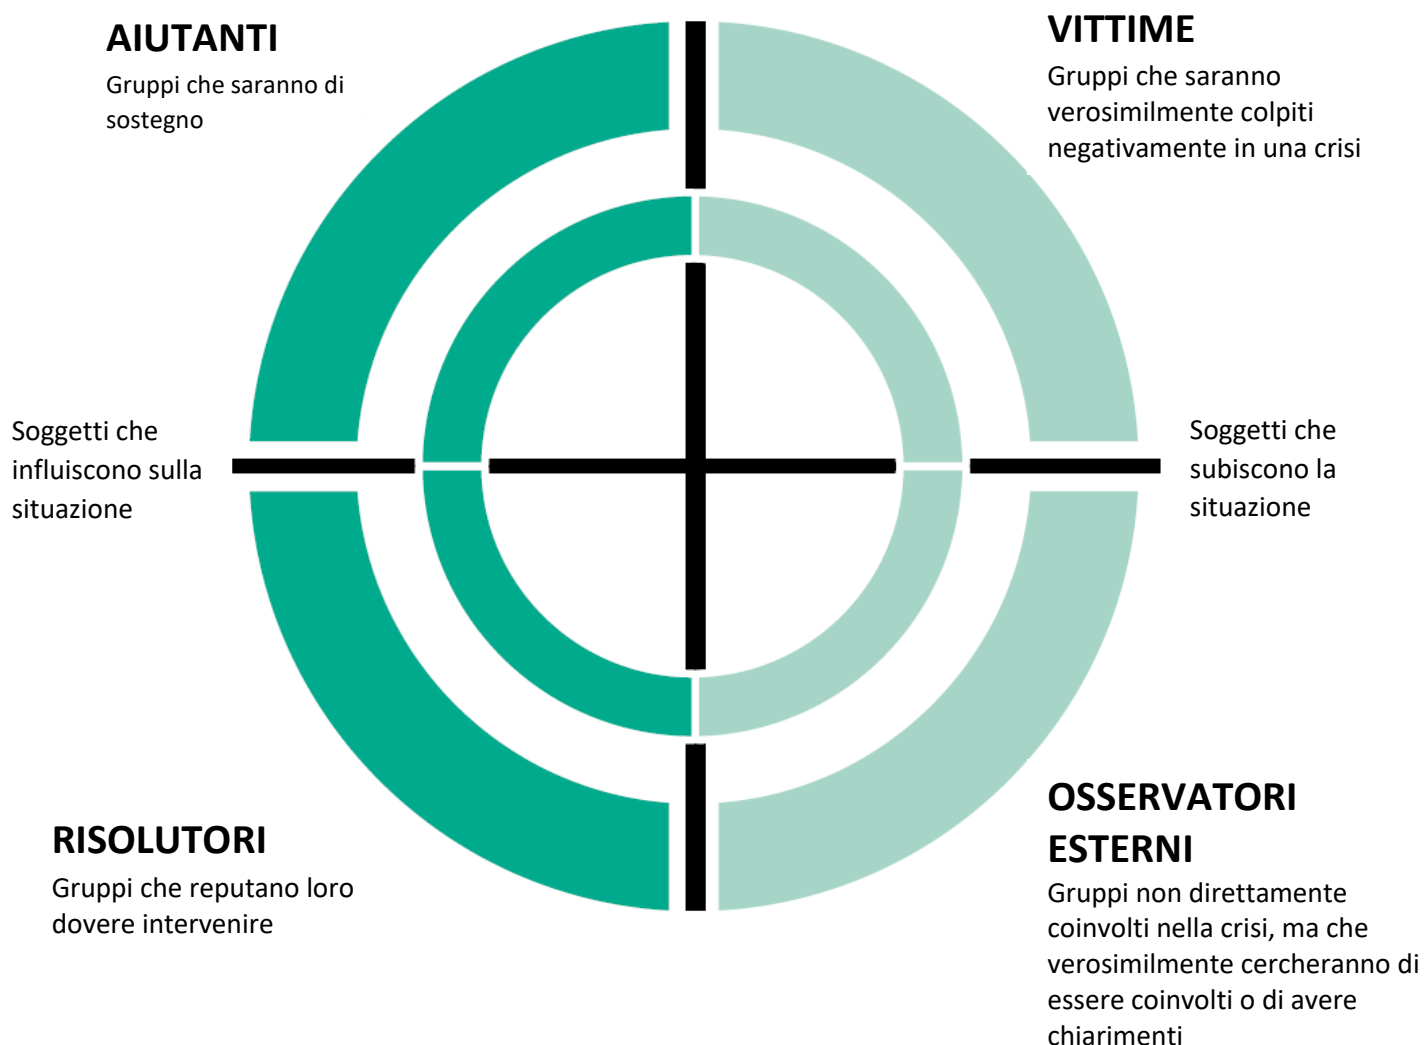 AIUTANTI
Gruppi che saranno di
sostegno
VITTIME
Gruppi che saranno
verosimilmente colpiti
negativamente in una crisi
Soggetti che
influiscono sulla
situazione
Soggetti che
subiscono la
situazione
RISOLUTORI
Gruppi che reputano loro
dovere intervenire
OSSERVATORI
ESTERNI
Gruppi non direttamente
coinvolti nella crisi, ma che
verosimilmente cercheranno di
essere coinvolti o di avere
chiarimenti